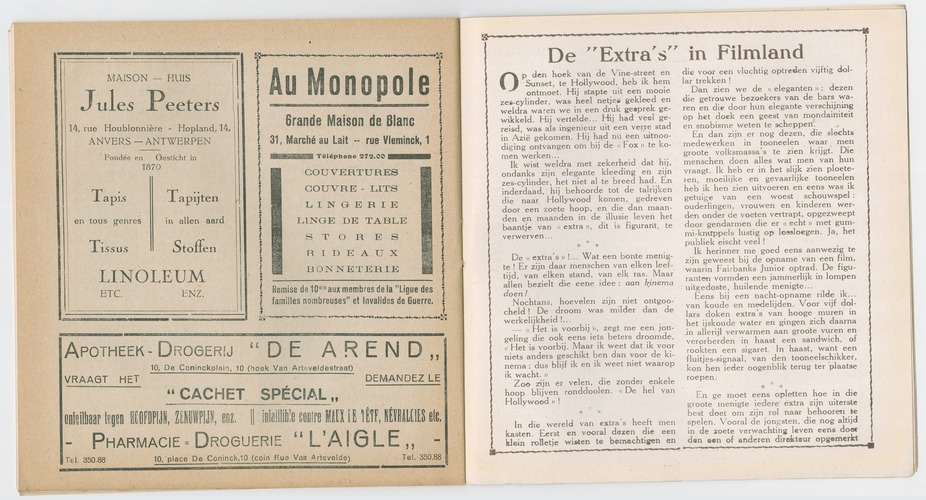 MAISON — HUIS
Jules Peeters
14, rue Houblonnière - Hopland, 14,
ANVERS — ANTWERPEN
Fondée en Gesticht in
1870
Tapis Tapijten
en tous genres in allen aard
Tissus Stoffen
LINOLEUM
ETC. ENZ.
Au Monopole
Grande Maison de Blanc
31, Marché au Lait -- rue Vleminck, 1
Téléphone 272.00
COUVERTURES
COUVRE - LITS
LINGERIE
LINGE DE TABLE
STORES
RIDEAUX
BONNETERIE
Remise de 10% aux membres de la "Ligue des
familles nombreuses" et Invalides de Guerre.
APOTHEEK - DROGERIJ "DE AREND„
10, De Coninckplein, 10 (hoek Van Arteveldestraat)
VRAAGT HET DEMANDEZ LE
"CACHET SPÉCIAL„
onfeilbaar tegen HOOFDPIJN, ZENUWPIJN, enz. || infaillible contre MAUX DE TÊTE, NÉVRALGIES etc.
- PHARMACIE - DROGUERIE "L'AIGLE„ -
Tel. 350.88 10, place De Coninck, 10 (coin Rue Van Artevelde) Tel. 350.88
De "Extra's" in Filmland
Op den hoek van de Vine-street en
Sunset, te Hollywood, heb ik hem
ontmoet. Hij stapte uit een mooie
zes-cylinder, was heel netjes gekleed en
weldra waren we in een druk gesprek ge-
wikkeld. Hij vertelde... Hij had veel ge-
reisd, was als ingenieur uit een verre stad
in Azië gekomen. Hij had mij een uitnoo-
diging ontvangen om bij de « Fox » te ko-
men werken...
Ik wist weldra met zekerheid dat hij,
ondanks zijn elegante kleeding en zijn
zes-cylinder, het niet al te breed had. En
inderdaad, hij behoorde tot de talrijken
die naar Hollywood komen, gedreven
door een zoete hoop, en die dan maan-
den en maanden in de illusie leven het
baantje van « extra », dit is figurant, te
verwerven...
* * *
De « extra's »!... Wat een bonte menig-
te! Er zijn daar menschen van elken leef-
tijd, van elken stand, van elk ras. Maar
allen bezielt die eene idee: aan kinema
doen!
Nochtans, hoevelen zijn niet ontgoo-
cheld! De droom was milder dan de
werkelijkheid!...
— « Het is voorbij », zegt me een jon-
geling die ook eens iets beters droomde,
« Het is voorbij. Maar ik weet dat ik voor
niets anders geschikt ben dan voor de ki-
nema; dus blijf ik en ik weet niet waarop
ik wacht. »
Zoo zijn er velen, die zonder enkele
hoop blijven ronddoolen. « De hel van
Hollywood »!
* * *
In die wereld van extra's heeft men
kasten. Eerst en vooral dezen die een
klein rolletje wisten te bemachtigen en
die voor een vluchtig optreden vijftig dol-
lar trekken!
Dan zien we de « eleganten »: dezen
die getrouwe bezoekers van de bars wa-
ren en die door hun elegante verschijning
op het doek een geest van mondainiteit
en snobisme weten te scheppen.
En dan zijn er nog dezen, die slechts
medewerken in tooneelen waar men
groote volksmassa's te zien krijgt. Die
menschen doen alles wat men van hun
vraagt. Ik heb er in het slijk zien ploete-
ren, moeilijke en gevaarlijke tooneelen
heb ik hen zien uitvoeren en eens was ik
getuige van een woest schouwspel:
ouderlingen, vrouwen en kinderen wer-
den onder de voeten vertrapt, opgezweept
door gendarmen die er « echt » met gum-
mi-knuppels lustig op losslogen. Ja, het
publiek eischt veel!
Ik herinner me goed eens aanwezig te
zijn geweest bij de opname van een film,
waarin Fairbanks Junior optrad. De figu-
ranten vormden een jammerlijk in lompen
uitgedoste, huilende menigte...
Eens bij een nacht-opname rilde ik...
van koude en medelijden. Voor vijf dol-
lars doken extra's van hooge muren in
het ijskoude water en gingen zich daarna
in allerijl verwarmen aan groote vuren en
verorberden in haast een sandwich, of
rookten een sigaret. In haast, want een
fluitjes-signaal, van den tooneelschikker,
kon hen ieder oogenblik terug ter plaatse
roepen.
* * *
En ge moet eens opletten hoe in die
groote menigte iedere extra zijn uiterste
best doet om zijn rol naar behooren te
spelen. Vooral de jongsten, die nog altijd
in de zoete verwachting leven eens door
den een of anderen direkteur opgemerkt